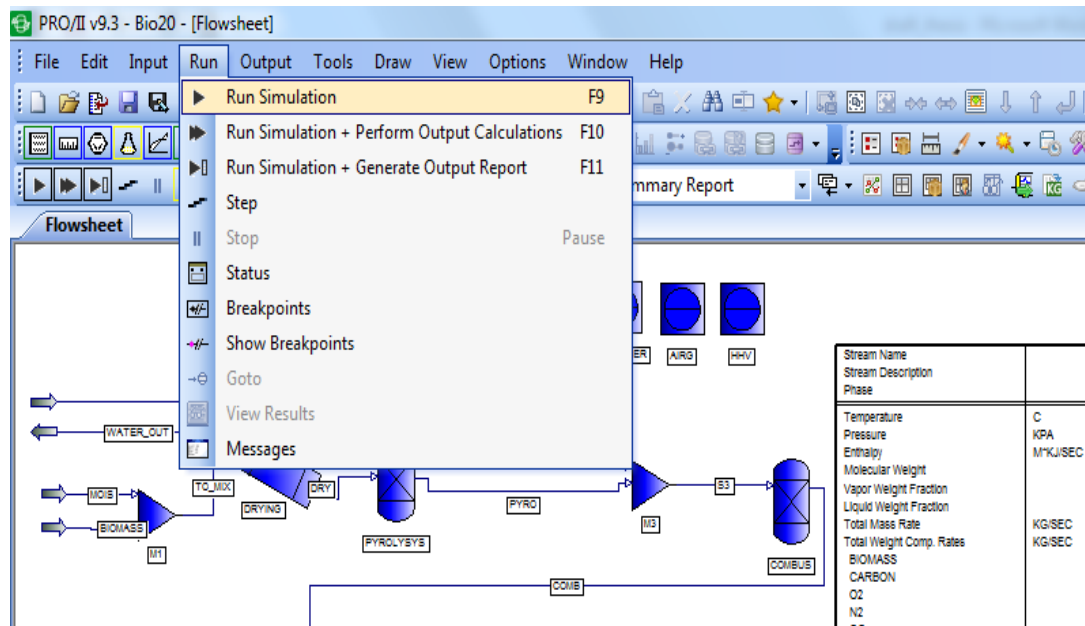 PRO/II v9.3 - Bio20 - [Flowsheet]
File Edit Input Run Output Tools Draw View Options Window Help
Run Simulation F9
Run Simulation + Perform Output Calculations F10
Run Simulation + Generate Output Report F11
Step
Stop Pause
Status
Breakpoints
Show Breakpoints
Goto
View Results
Messages
mmary Report
Flowsheet
ER AIRG HHV
WATER_OUT
MOIS
BIOMASS
M1
TO_MIX
DRYING
DRY
PYROLYSYS
PYRO
M3
S3
COMBUS
COMB
Stream Name
Stream Description
Phase
Temperature C
Pressure KPA
Enthalpy M*KJ/SEC
Molecular Weight
Vapor Weight Fraction
Liquid Weight Fraction
Total Mass Rate KG/SEC
Total Weight Comp. Rates KG/SEC
BIOMASS
CARBON
O2
N2